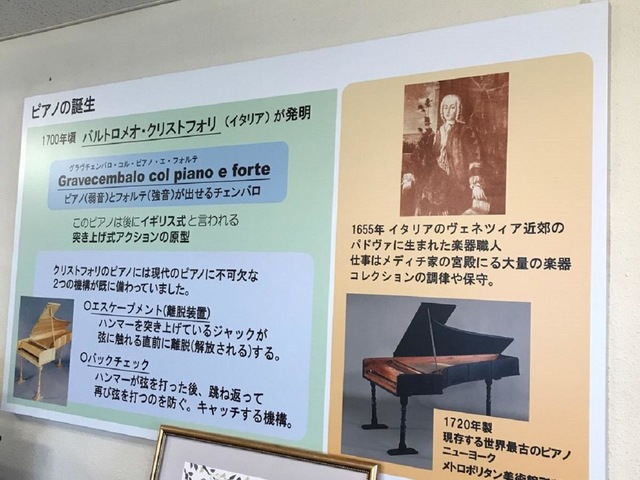 ピアノの誕生
1700年頃 バルトロメオ・クリストフォリ (イタリア) が発明
グラヴチェンバロ・コル・ピアノ・エ・フォルテ
Gravecembalo col piano e forte
ピアノ(弱音)とフォルテ(強音)が出せるチェンバロ
このピアノは後にイギリス式と言われる
突き上げ式アクションの原型
クリストフォリのピアノには現代のピアノに不可欠な
2つの機構が既に備わっていました。
○エスケープメント(離脱装置)
ハンマーを突き上げているジャックが
弦に触れる直前に離脱(解放される)する。
○バックチェック
ハンマーが弦を打った後、跳ね返って
再び弦を打つのを防ぐ。キャッチする機構。
1655年 イタリアのヴェネツィア近郊の
パドヴァに生まれた楽器職人
仕事はメディチ家の宮殿にる大量の楽器
コレクションの調律や保守。
1720年製
現存する世界最古のピアノ
ニューヨーク
メトロポリタン美術館